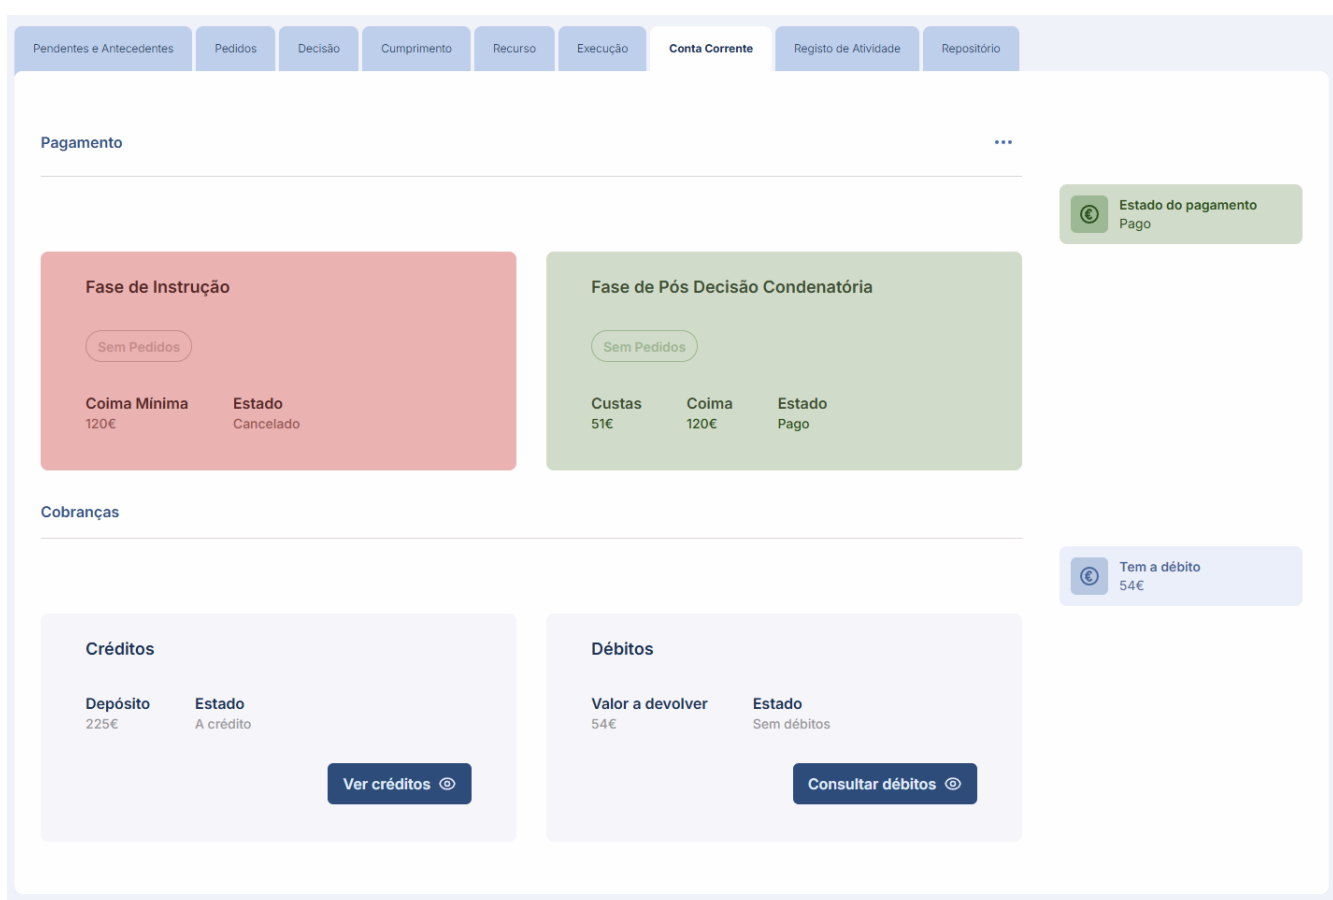 Pendentes e Antecedentes
Pedidos
Decisão
Cumprimento
Recurso
Execução
Conta Corrente
Registo de Atividade
Repositório
Pagamento
Estado do pagamento
Pago
Fase de Instrução
Sem Pedidos
Coima Mínima
Estado
120€
Cancelado
Fase de Pós Decisão Condenatória
Sem Pedidos
Custas
Coima
Estado
51€
120€
Pago
Cobranças
Tem a débito
54€
Créditos
Depósito
Estado
225€
A crédito
Ver créditos
Débitos
Valor a devolver
Estado
54€
Sem débitos
Consultar débitos